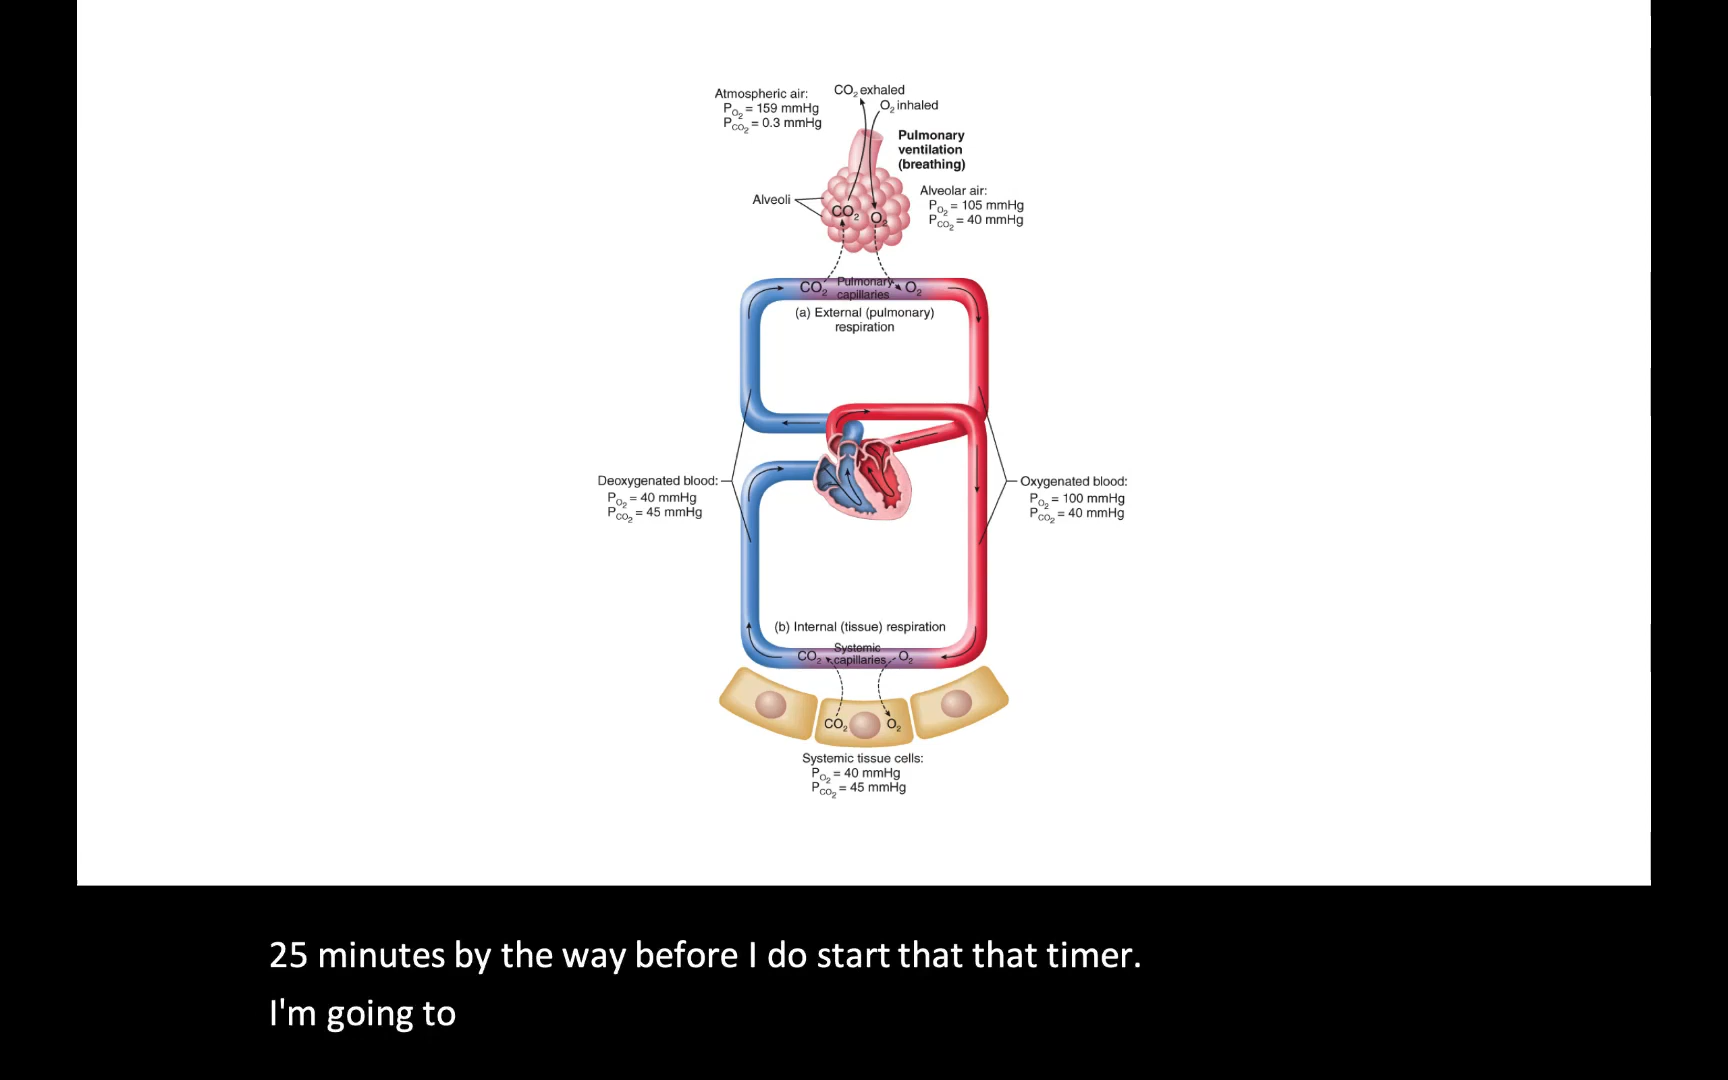 Atmospheric air:
PO2 = 159 mmHg
PCO2 = 0.3 mmHg
CO2 exhaled
O2 inhaled
Pulmonary
ventilation
(breathing)
Alveoli
Alveolar air:
PO2 = 105 mmHg
PCO2 = 40 mmHg
CO2
O2
CO2
Pulmonary
capillaries
O2
(a) External (pulmonary)
respiration
Deoxygenated blood:
PO2 = 40 mmHg
PCO2 = 45 mmHg
Oxygenated blood:
PO2 = 100 mmHg
PCO2 = 40 mmHg
(b) Internal (tissue) respiration
CO2
Systemic
capillaries
O2
CO2
O2
Systemic tissue cells:
PO2 = 40 mmHg
PCO2 = 45 mmHg
25 minutes by the way before I do start that that timer.
I'm going to